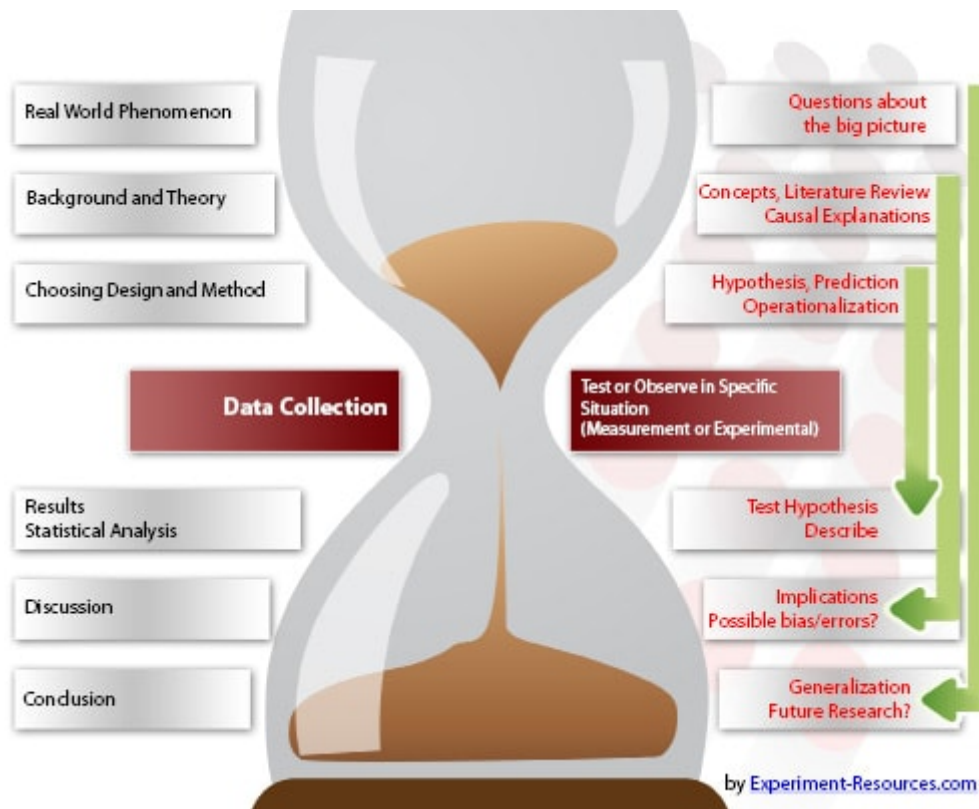 Real World Phenomenon
Questions about
the big picture
Background and Theory
Concepts, Literature Review
Causal Explanations
Choosing Design and Method
Hypothesis, Prediction
Operationalization
Data Collection
Test or Observe in Specific
Situation
(Measurement or Experimental)
Results
Statistical Analysis
Test Hypothesis
Describe
Discussion
Implications
Possible bias/errors?
Conclusion
Generalization
Future Research?
by Experiment-Resources.com